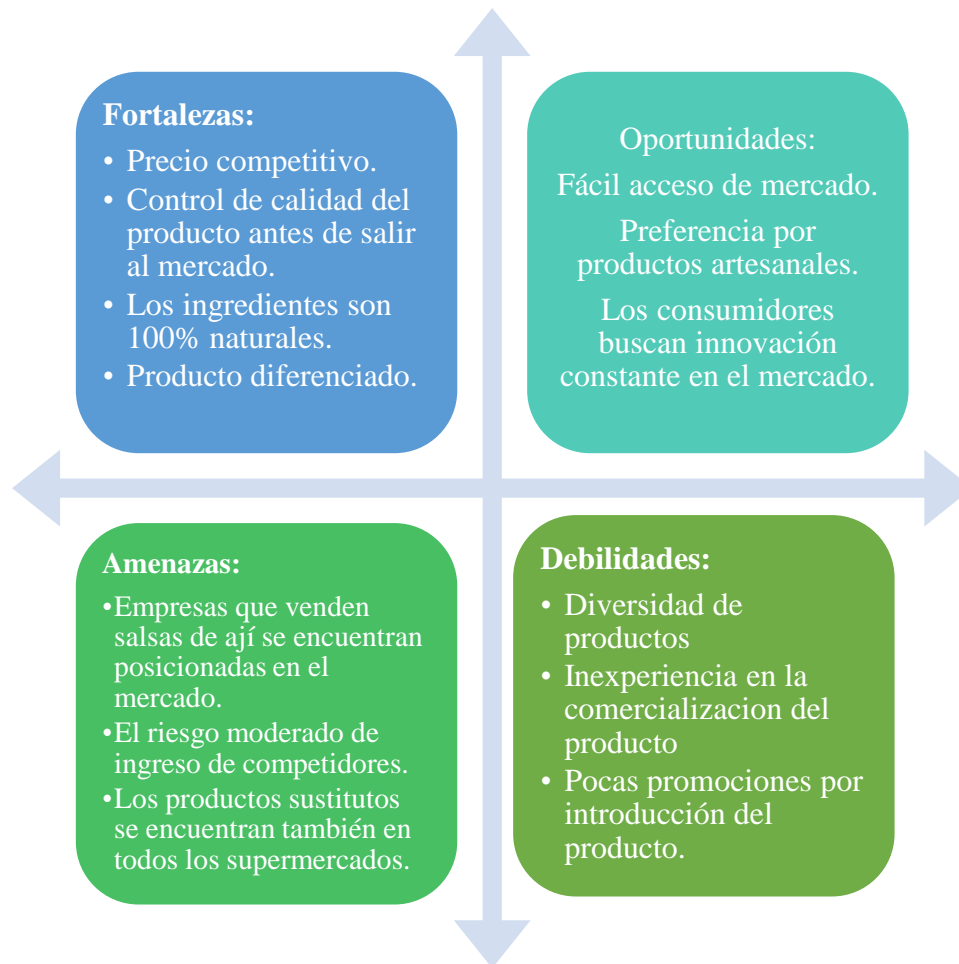 Fortalezas:
• Precio competitivo.
• Control de calidad del
producto antes de salir
al mercado.
• Los ingredientes son
100% naturales.
• Producto diferenciado.
Oportunidades:
Fácil acceso de mercado.
Preferencia por
productos artesanales.
Los consumidores
buscan innovación
constante en el mercado.
Amenazas:
•Empresas que venden
salsas de ají se encuentran
posicionadas en el
mercado.
•El riesgo moderado de
ingreso de competidores.
•Los productos sustitutos
se encuentran también en
todos los supermercados.
Debilidades:
• Diversidad de
productos
• Inexperiencia en la
comercializacion del
producto
• Pocas promociones por
introducción del
producto.